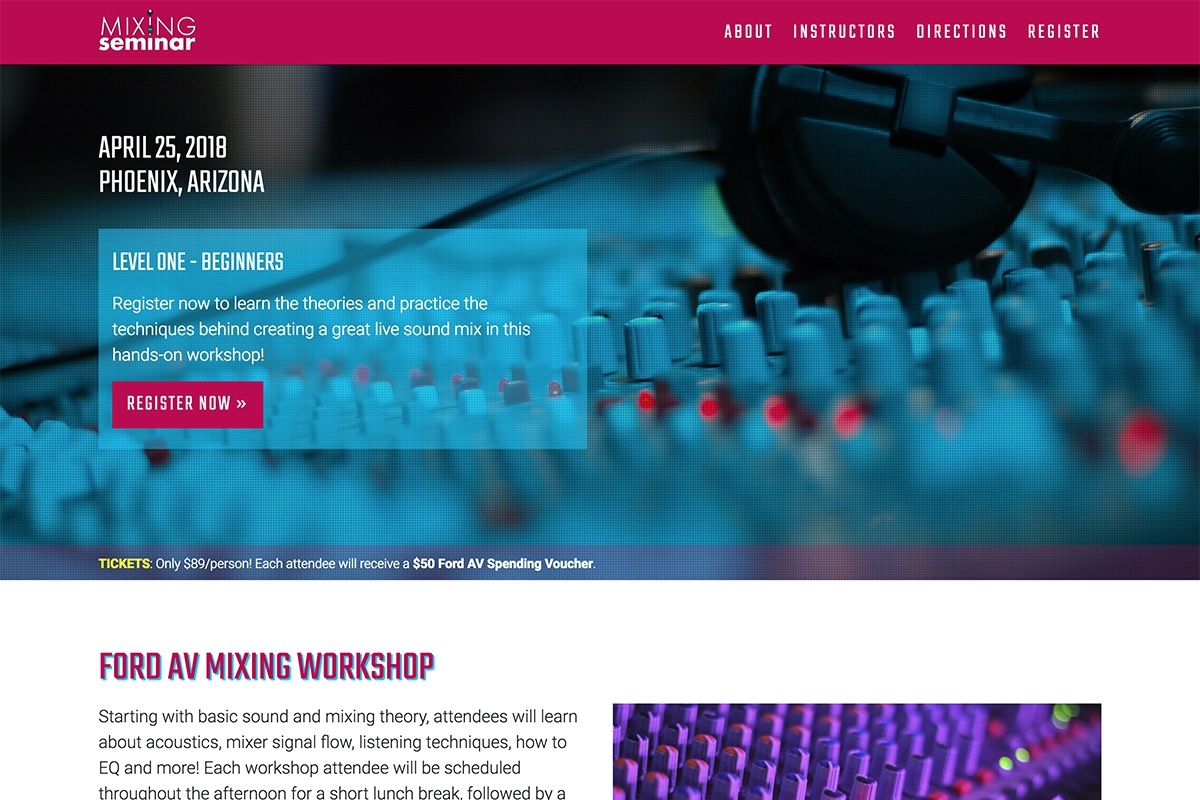 MIXING
seminar
ABOUT INSTRUCTORS DIRECTIONS REGISTER
APRIL 25, 2018
PHOENIX, ARIZONA
LEVEL ONE - BEGINNERS
Register now to learn the theories and practice the
techniques behind creating a great live sound mix in this
hands-on workshop!
REGISTER NOW »
TICKETS: Only $89/person! Each attendee will receive a $50 Ford AV Spending Voucher.
FORD AV MIXING WORKSHOP
Starting with basic sound and mixing theory, attendees will learn
about acoustics, mixer signal flow, listening techniques, how to
EQ and more! Each workshop attendee will be scheduled
throughout the afternoon for a short lunch break, followed by a